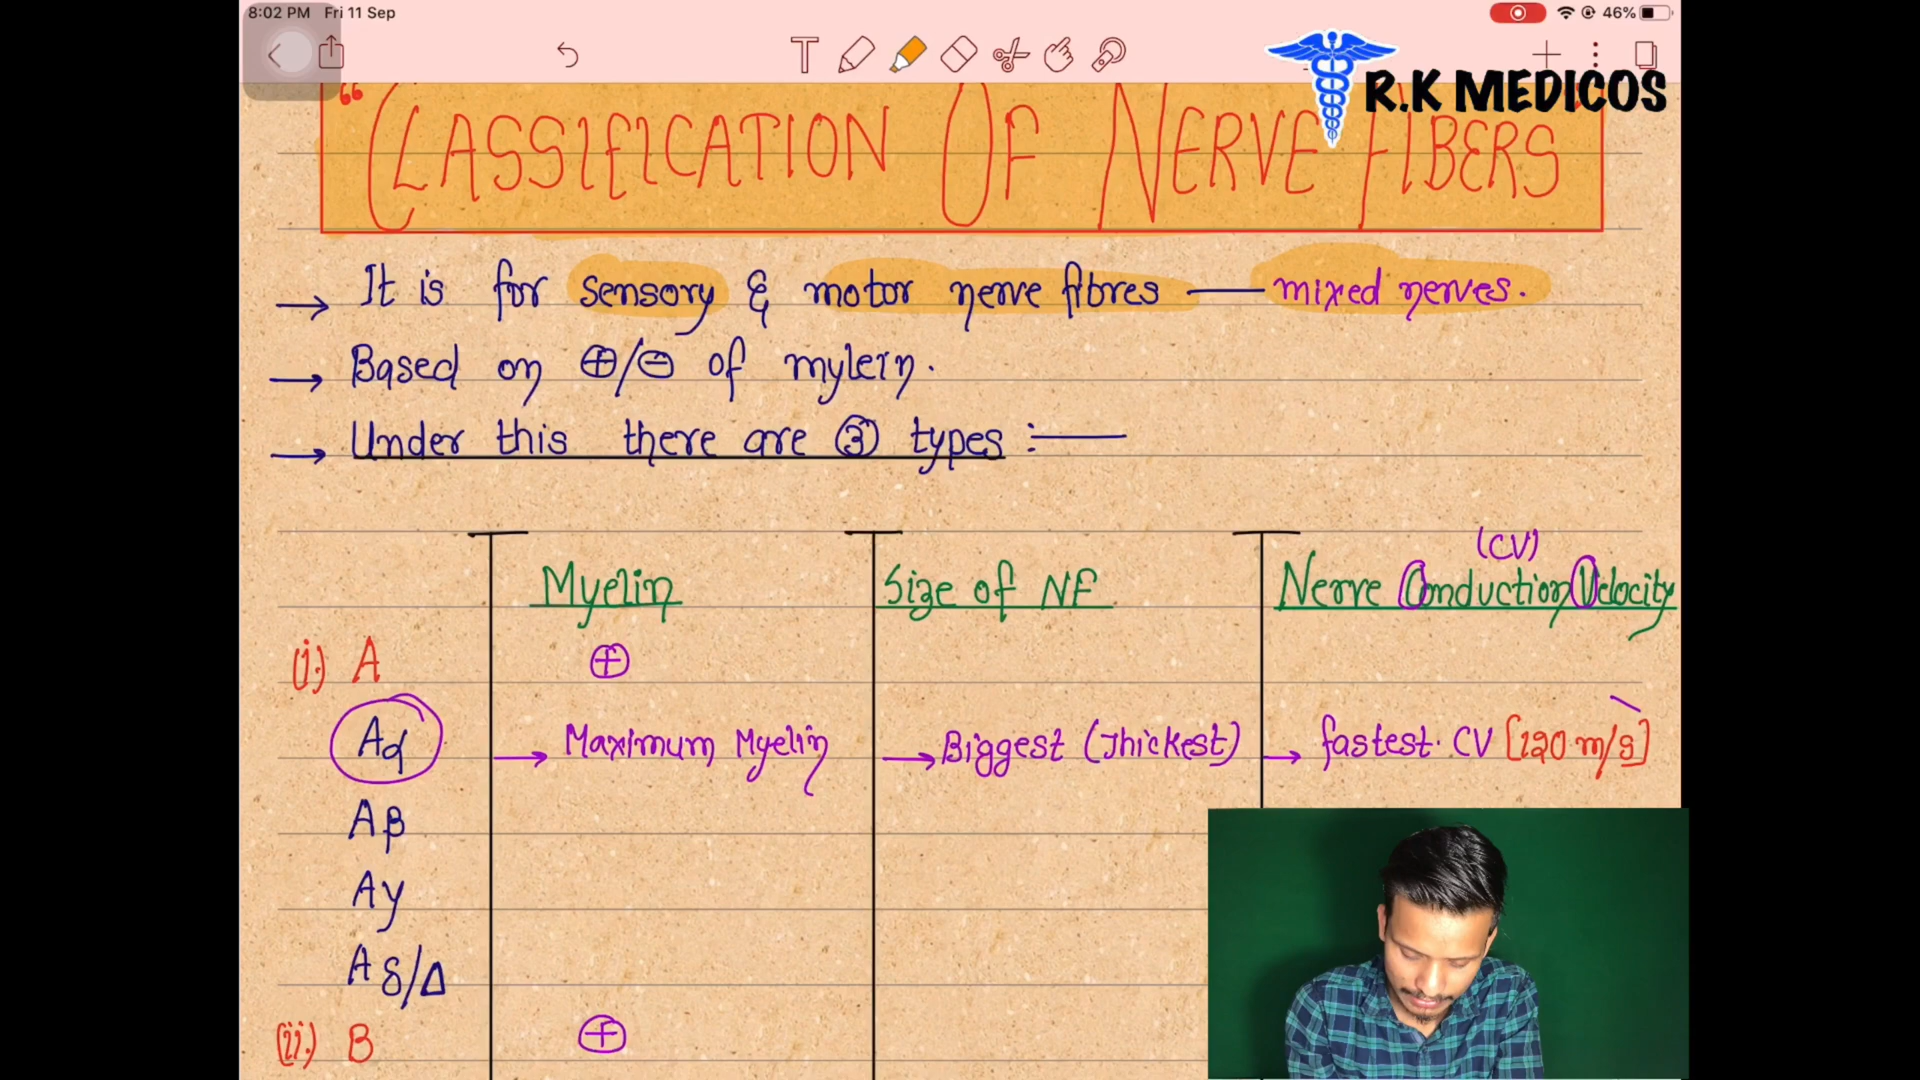 8:02 PM Fri 11 Sep
46%
T
R.K MEDICOS
"CLASSIFICATION OF NERVE FIBERS
→ It is for sensory & motor nerve fibres — mixed nerves.
→ Based on ⊕/⊖ of mylein.
→ Under this there are ③ types :—
(CV)
Myelin Size of NF Nerve Conduction Velocity
(i.) A ⊕
Aα → Maximum Myelin → Biggest (Thickest) → fastest. CV [120 m/s]
Aβ
Aγ
A δ/Δ
(ii.) B ⊕